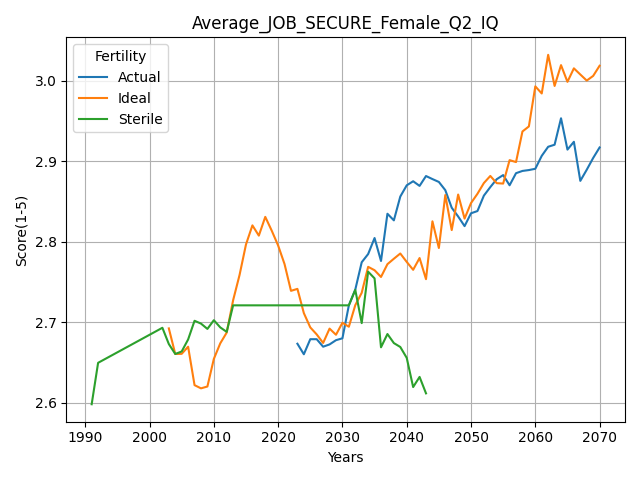 Average_JOB_SECURE_Female_Q2_IQ
Fertility
Actual
Ideal
Sterile
Score(1-5)
3.0
2.9
2.8
2.7
2.6
1990 2000 2010 2020 2030 2040 2050 2060 2070
Years